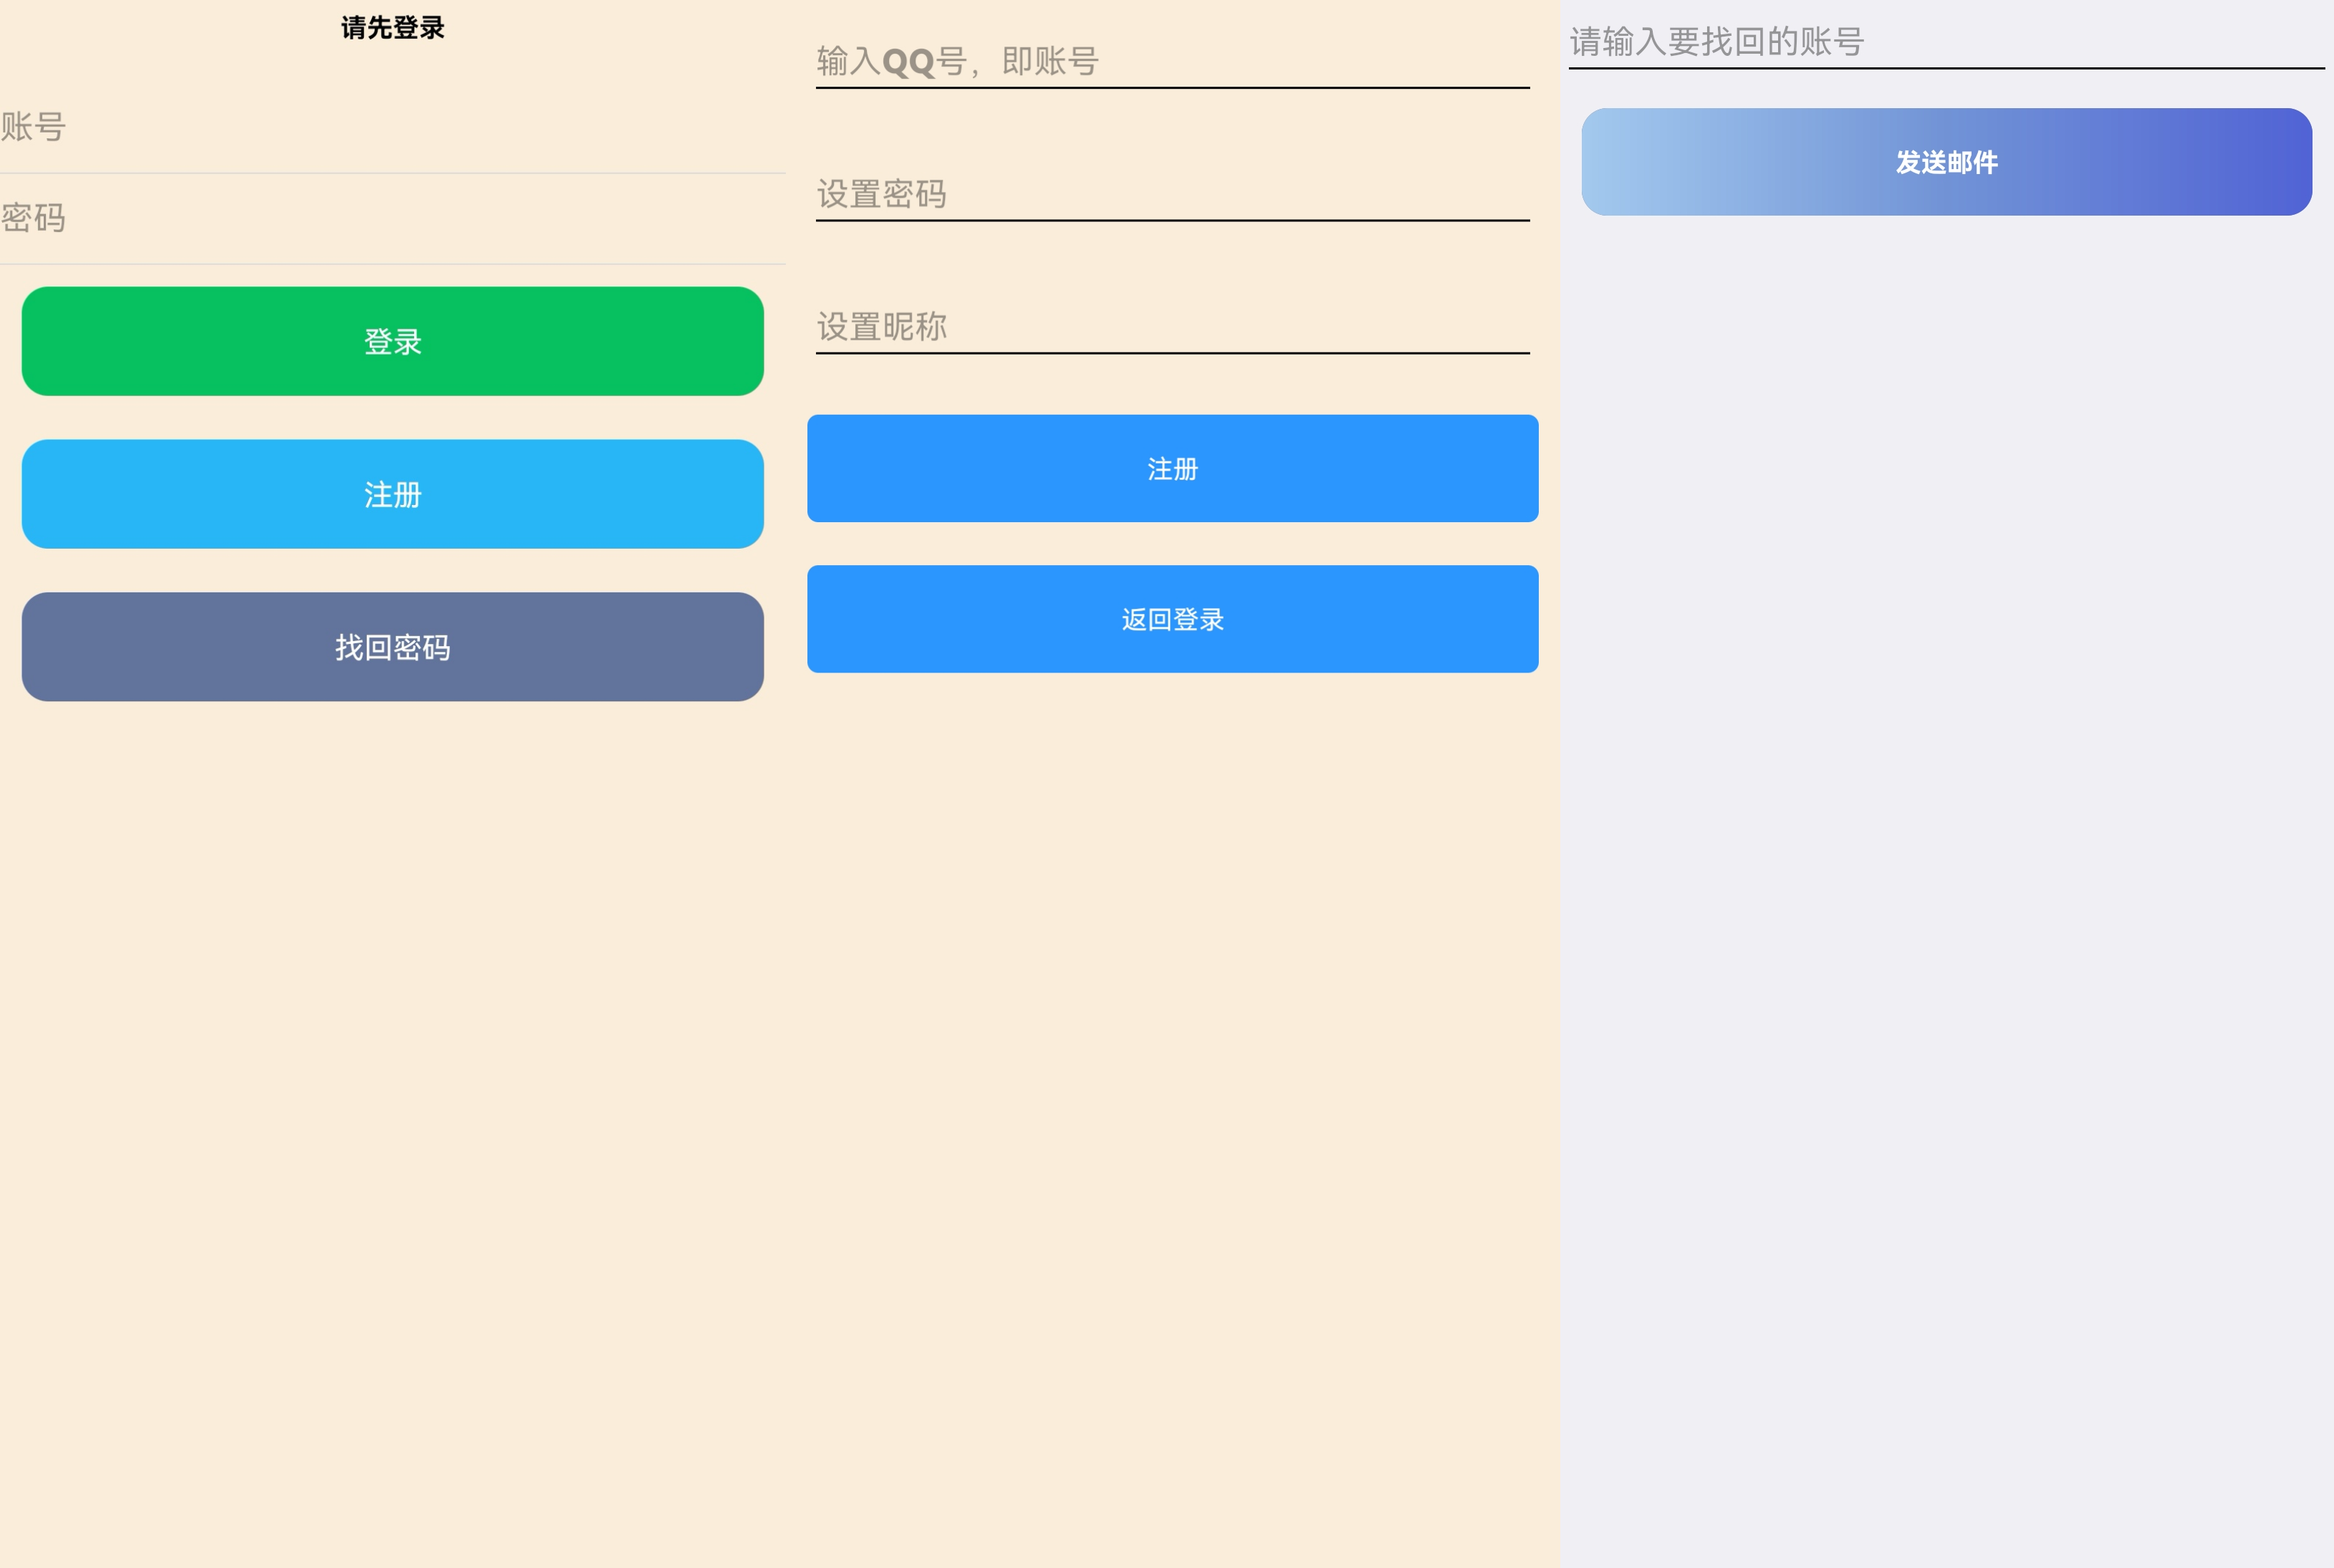 请先登录
账号
密码
登录
注册
找回密码
输入QQ号，即账号
设置密码
设置昵称
注册
返回登录
请输入要找回的账号
发送邮件